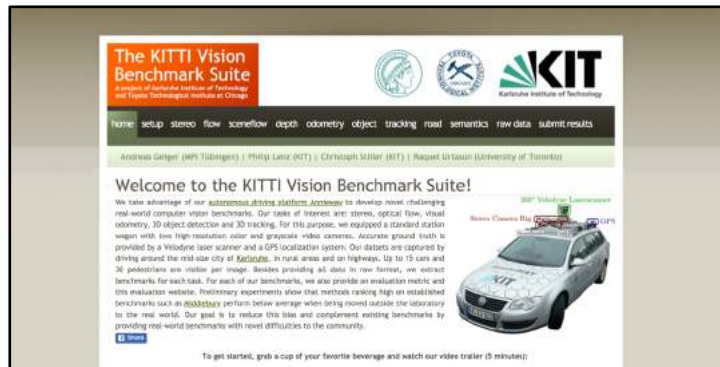 The KITTI Vision
Benchmark Suite
A project of Karlsruhe Institute of Technology
and Toyota Technological Institute at Chicago
KIT
Karlsruhe Institute of Technology
home setup stereo flow sceneflow depth odometry object tracking road semantics raw data submit results
Andreas Geiger (MPI Tübingen) | Philip Lenz (KIT) | Christoph Stiller (KIT) | Raquel Urtasun (University of Toronto)
Welcome to the KITTI Vision Benchmark Suite!
We take advantage of our autonomous driving platform Annieway to develop novel challenging
real-world computer vision benchmarks. Our tasks of interest are: stereo, optical flow, visual
odometry, 3D object detection and 3D tracking. For this purpose, we equipped a standard station
wagon with two high-resolution color and grayscale video cameras. Accurate ground truth is
provided by a Velodyne laser scanner and a GPS localization system. Our datsets are captured by
driving around the mid-size city of Karlsruhe, in rural areas and on highways. Up to 15 cars and
30 pedestrians are visible per image. Besides providing all data in raw format, we extract
benchmarks for each task. For each of our benchmarks, we also provide an evaluation metric and
this evaluation website. Preliminary experiments show that methods ranking high on established
benchmarks such as Middlebury perform below average when being moved outside the laboratory
to the real world. Our goal is to reduce this bias and complement existing benchmarks by
providing real-world benchmarks with novel difficulties to the community.
360° Velodyne Laserscanner
Stereo Camera Rig
GPS
KIT
Share
To get started, grab a cup of your favorite beverage and watch our video trailer (5 minutes):